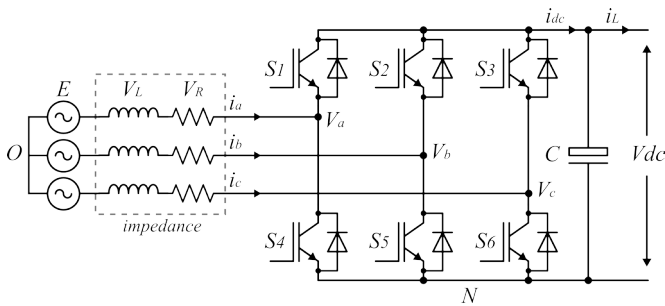 i_dc i_L
S1 S2 S3
E V_L V_R i_a
V_a
O i_b V_b C Vdc
i_c V_c
impedance S4 S5 S6
N